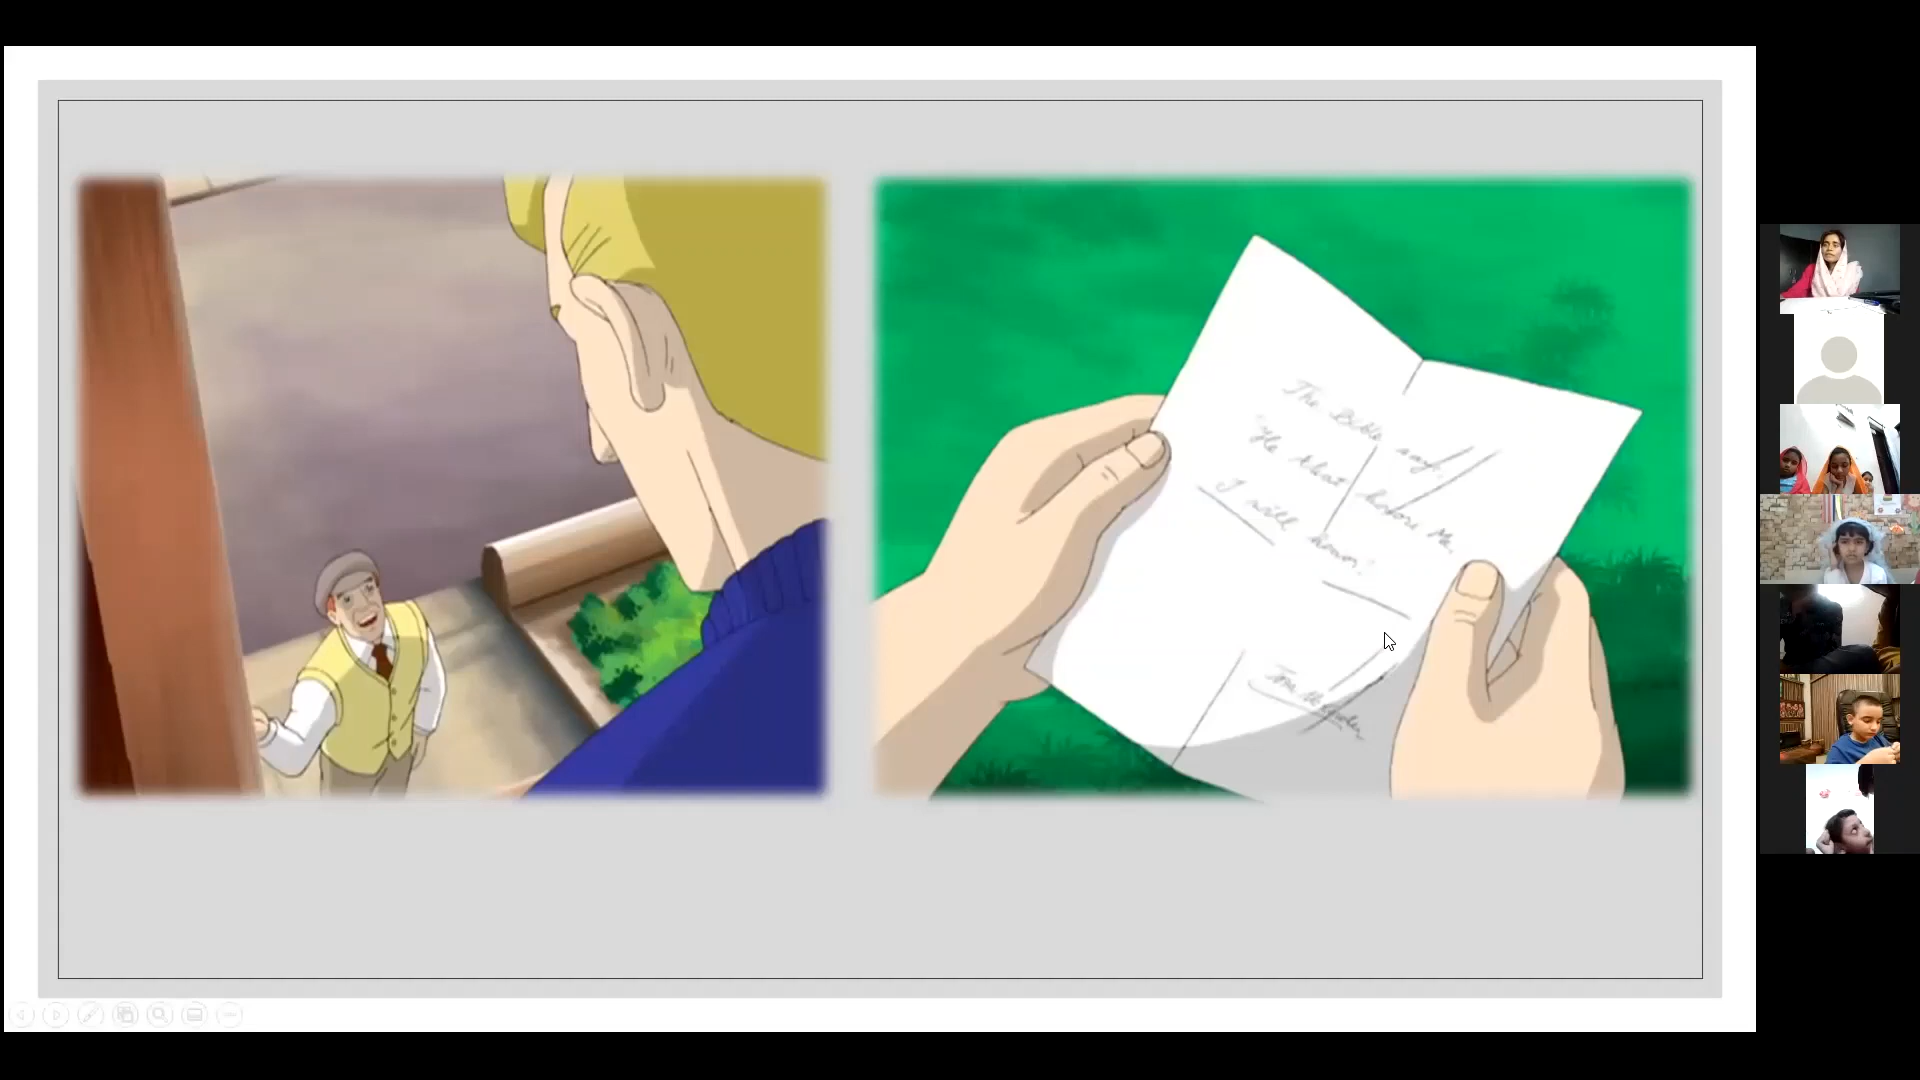 The Bible says:
"He that honors Me,
I will honor."